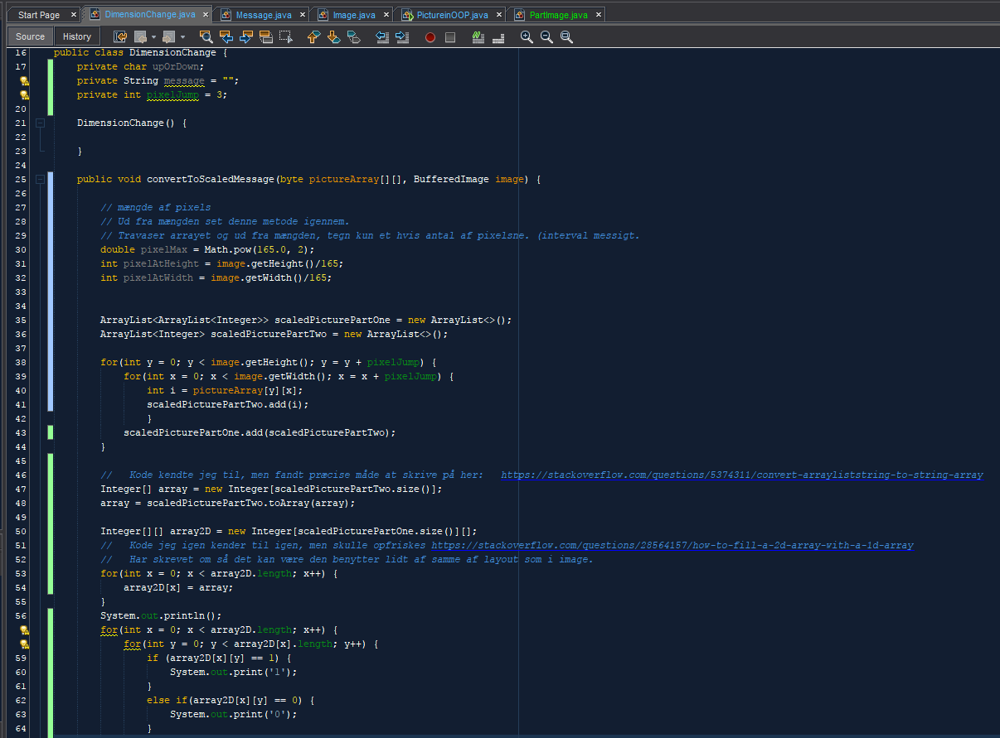 Start Page × DimensionChange.java × Message.java × Image.java × PictureinOOP.java × PartImage.java ×
Source History
16 public class DimensionChange {
17 private char upOrDown;
private String message = "";
private int pixelJump = 3;
20
21 DimensionChange() {
22
23 }
24
25 public void convertToScaledMessage(byte pictureArray[][], BufferedImage image) {
26
27 // mængde af pixels
28 // Ud fra mængden set denne metode igennem.
29 // Travaser arrayet og ud fra mængden, tegn kun et hvis antal af pixelsne. (interval messigt.
30 double pixelMax = Math.pow(165.0, 2);
31 int pixelAtHeight = image.getHeight()/165;
32 int pixelAtWidth = image.getWidth()/165;
33
34
35 ArrayList<ArrayList<Integer>> scaledPicturePartOne = new ArrayList<>();
36 ArrayList<Integer> scaledPicturePartTwo = new ArrayList<>();
37
38 for(int y = 0; y < image.getHeight(); y = y + pixelJump) {
39 for(int x = 0; x < image.getWidth(); x = x + pixelJump) {
40 int i = pictureArray[y][x];
41 scaledPicturePartTwo.add(i);
42 }
43 scaledPicturePartOne.add(scaledPicturePartTwo);
44 }
45
46 // Kode kendte jeg til, men fandt præcise måde at skrive på her: https://stackoverflow.com/questions/5374311/convert-arrayliststring-to-string-array
47 Integer[] array = new Integer[scaledPicturePartTwo.size()];
48 array = scaledPicturePartTwo.toArray(array);
49
50 Integer[][] array2D = new Integer[scaledPicturePartOne.size()][];
51 // Kode jeg igen kender til igen, men skulle opfriskes https://stackoverflow.com/questions/28564157/how-to-fill-a-2d-array-with-a-1d-array
52 // Har skrevet om så det kan være den benytter lidt af samme af layout som i image.
53 for(int x = 0; x < array2D.length; x++) {
54 array2D[x] = array;
55 }
56 System.out.println();
for(int x = 0; x < array2D.length; x++) {
for(int y = 0; y < array2D[x].length; y++) {
59 if (array2D[x][y] == 1) {
60 System.out.print('1');
61 }
62 else if(array2D[x][y] == 0) {
63 System.out.print('0');
64 }